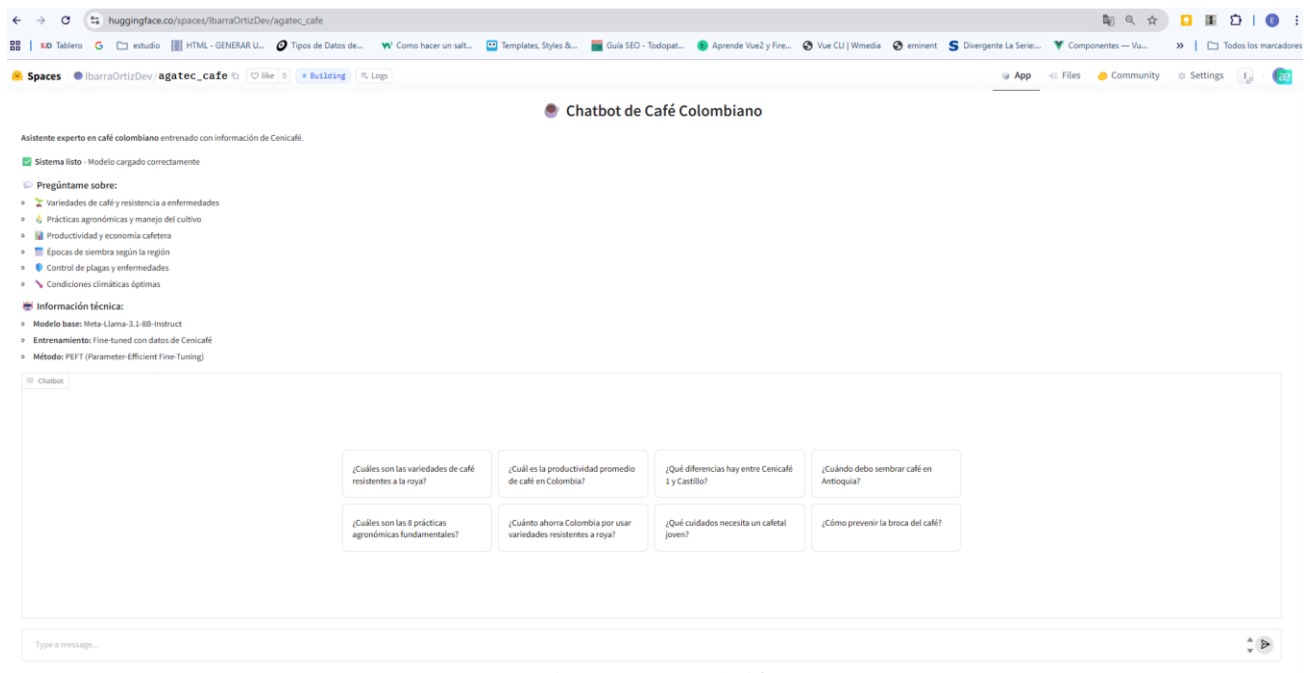 huggingface.co/spaces/IbarraOrtizDev/agatec_cafe
Tablero
estudio
HTML - GENERAR U...
Tipos de Datos de...
Como hacer un salt...
Templates, Styles &...
Guía SEO - Todopat...
Aprende Vue2 y Fire...
Vue CLI | Wmedia
eminent
Divergente La Serie:...
Componentes — Vu...
Todos los marcadores
Spaces
IbarraOrtizDev/agatec_cafe
like 0
Building
Logs
App
Files
Community
Settings
Chatbot de Café Colombiano
Asistente experto en café colombiano entrenado con información de Cenicafé.
Sistema listo - Modelo cargado correctamente
Pregúntame sobre:
Variedades de café y resistencia a enfermedades
Prácticas agronómicas y manejo del cultivo
Productividad y economía cafetera
Épocas de siembra según la región
Control de plagas y enfermedades
Condiciones climáticas óptimas
Información técnica:
Modelo base: Meta-Llama-3.1-8B-Instruct
Entrenamiento: Fine-tuned con datos de Cenicafé
Método: PEFT (Parameter-Efficient Fine-Tuning)
Chatbot
¿Cuáles son las variedades de café
resistentes a la roya?
¿Cuál es la productividad promedio
de café en Colombia?
¿Qué diferencias hay entre Cenicafé
1 y Castillo?
¿Cuándo debo sembrar café en
Antioquia?
¿Cuáles son las 8 prácticas
agronómicas fundamentales?
¿Cuánto ahorra Colombia por usar
variedades resistentes a roya?
¿Qué cuidados necesita un cafetal
joven?
¿Cómo prevenir la broca del café?
Type a message...